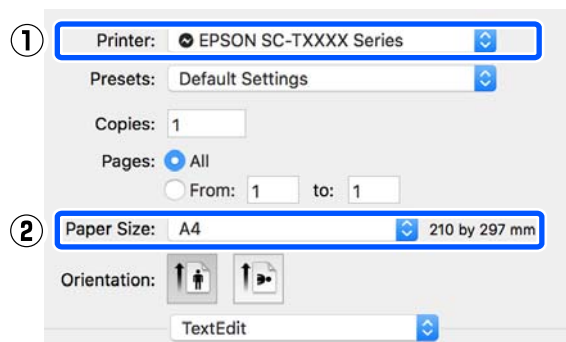 ① Printer: EPSON SC-TXXXX Series
Presets: Default Settings
Copies: 1
Pages: All
From: 1 to: 1
② Paper Size: A4 210 by 297 mm
Orientation:
TextEdit